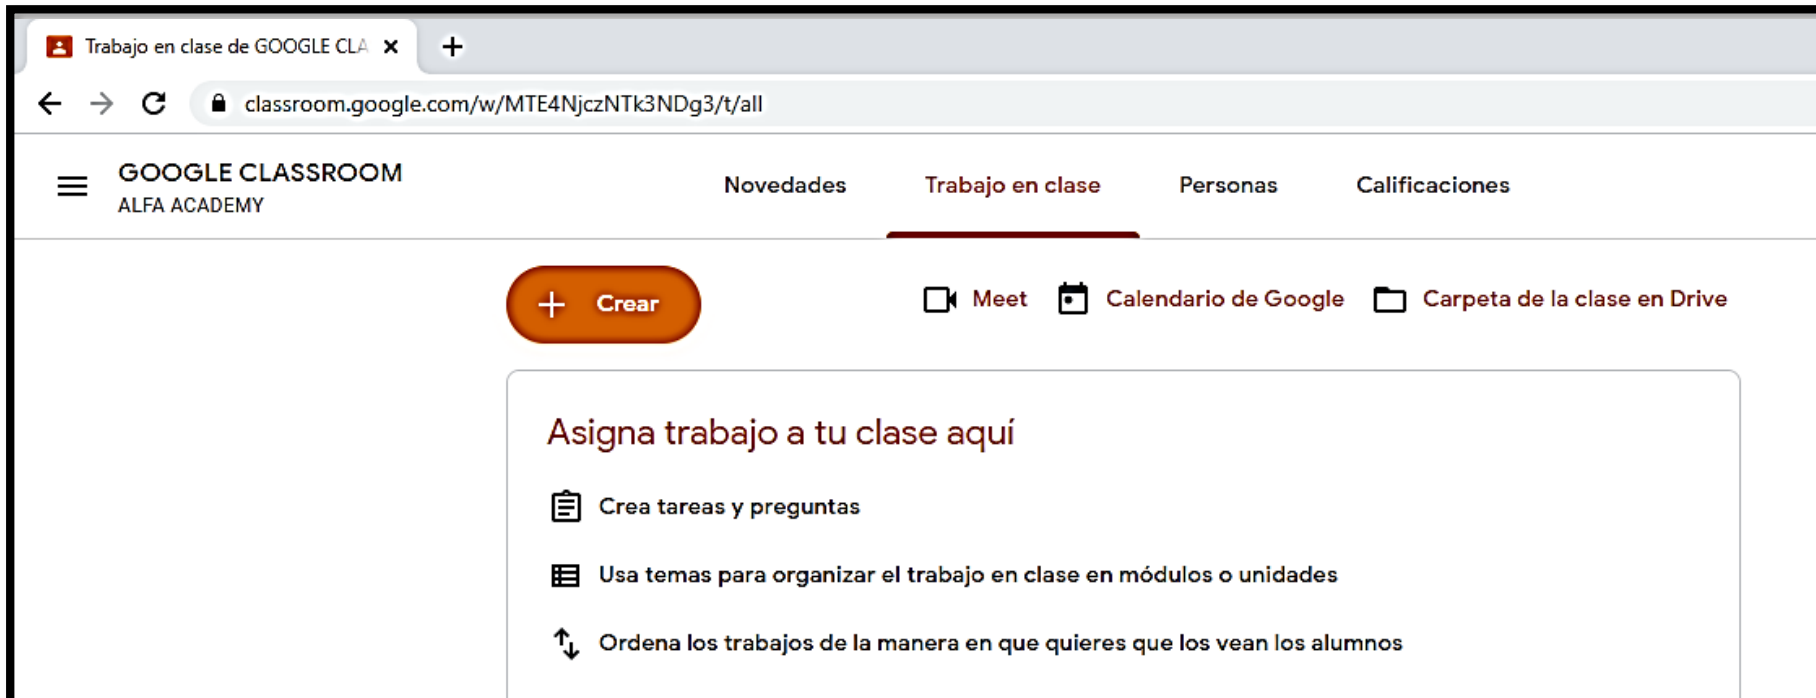 Trabajo en clase de GOOGLE CLA
classroom.google.com/w/MTE4NjczNTk3NDg3/t/all
GOOGLE CLASSROOM
ALFA ACADEMY
Novedades Trabajo en clase Personas Calificaciones
Crear
Meet Calendario de Google Carpeta de la clase en Drive
Asigna trabajo a tu clase aquí
Crea tareas y preguntas
Usa temas para organizar el trabajo en clase en módulos o unidades
Ordena los trabajos de la manera en que quieres que los vean los alumnos